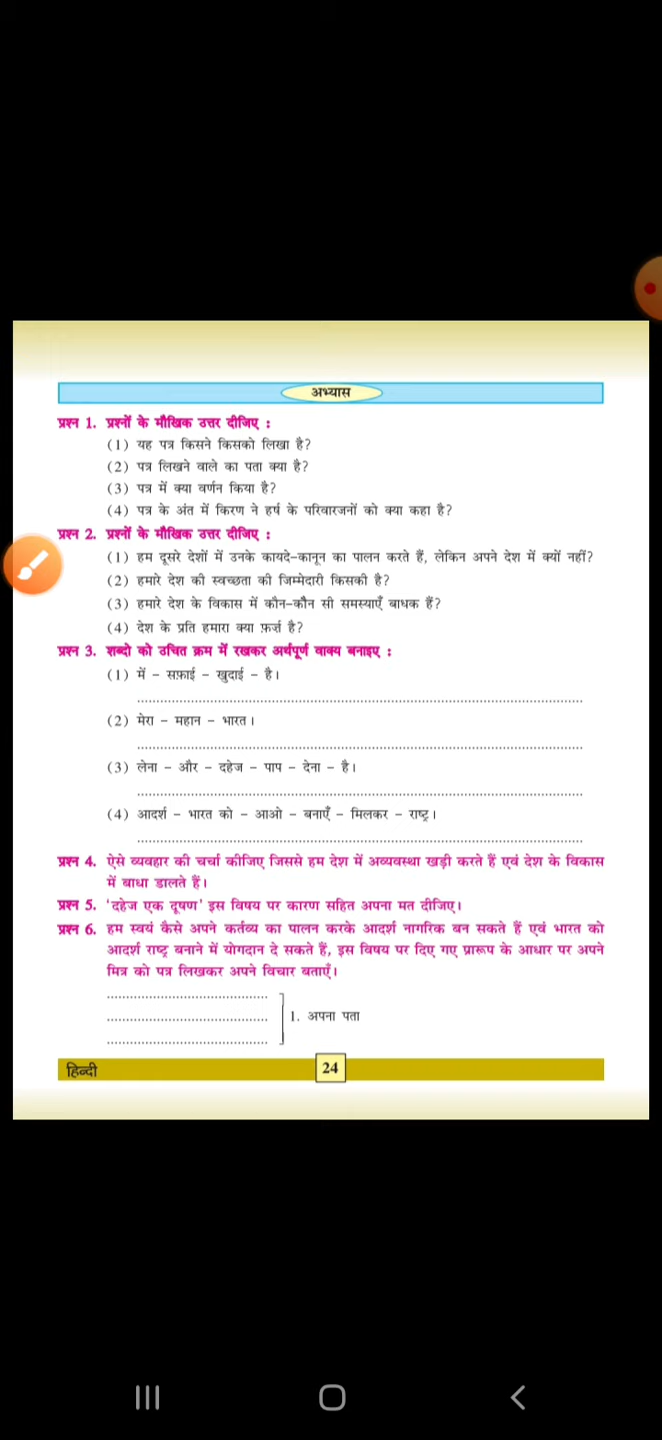 अभ्यास
प्रश्न 1. प्रश्नों के मौखिक उत्तर दीजिए :
(1) यह पत्र किसने किसको लिखा है?
(2) पत्र लिखने वाले का पता क्या है?
(3) पत्र में क्या वर्णन किया है?
(4) पत्र के अंत में किरण ने हर्ष के परिवारजनों को क्या कहा है?
प्रश्न 2. प्रश्नों के मौखिक उत्तर दीजिए :
(1) हम दूसरे देशों में उनके कायदे-कानून का पालन करते हैं, लेकिन अपने देश में क्यों नहीं?
(2) हमारे देश की स्वच्छता की जिम्मेदारी किसकी है?
(3) हमारे देश के विकास में कौन-कौन सी समस्याएँ बाधक हैं?
(4) देश के प्रति हमारा क्या फ़र्ज़ है?
प्रश्न 3. शब्दो को उचित क्रम में रखकर अर्थपूर्ण वाक्य बनाइए :
(1) में - सफ़ाई - खुदाई - है।
(2) मेरा - महान - भारत।
(3) लेना - और - दहेज - पाप - देना - है।
(4) आदर्श - भारत को - आओ - बनाएँ - मिलकर - राष्ट्र।
प्रश्न 4. ऐसे व्यवहार की चर्चा कीजिए जिससे हम देश में अव्यवस्था खड़ी करते हैं एवं देश के विकास
में बाधा डालते हैं।
प्रश्न 5. ‘दहेज एक दूषण’ इस विषय पर कारण सहित अपना मत दीजिए।
प्रश्न 6. हम स्वयं कैसे अपने कर्तव्य का पालन करके आदर्श नागरिक बन सकते हैं एवं भारत को
आदर्श राष्ट्र बनाने में योगदान दे सकते हैं, इस विषय पर दिए गए प्रारूप के आधार पर अपने
मित्र को पत्र लिखकर अपने विचार बताएँ।
1. अपना पता
हिन्दी
24